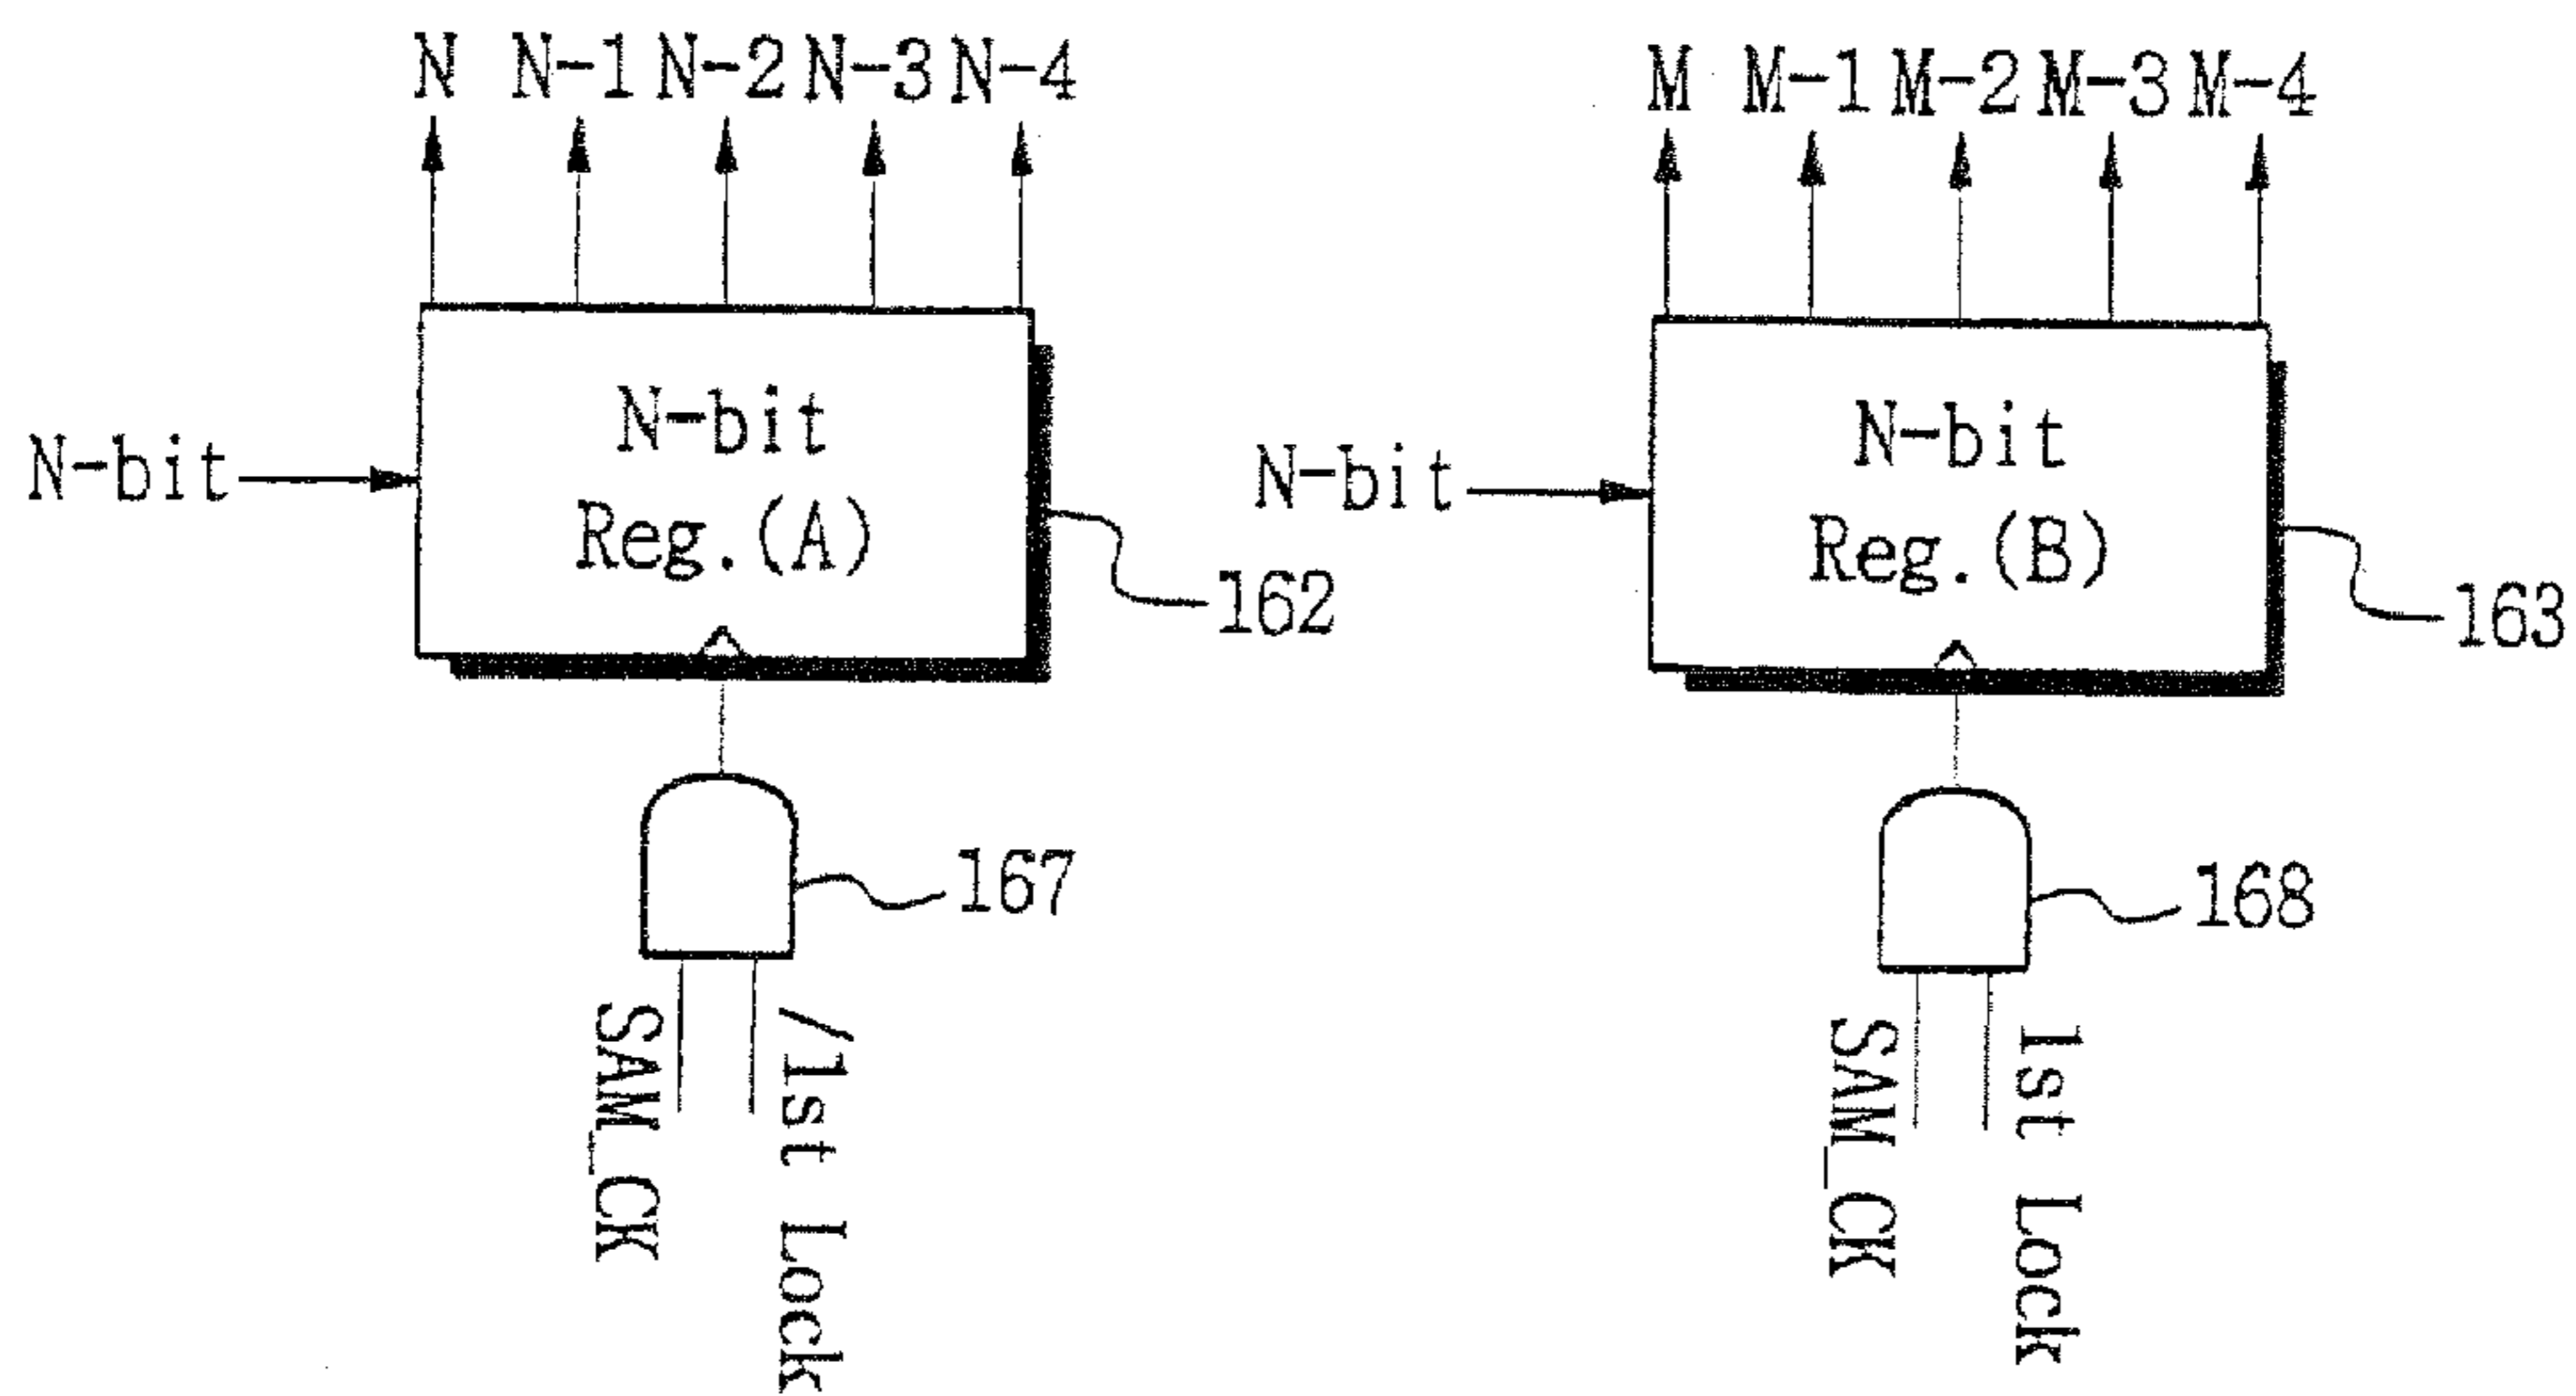 N N-1 N-2 N-3 N-4
M M-1 M-2 M-3 M-4
N-bit
N-bit
Reg.(A)
162
N-bit
N-bit
Reg.(B)
163
167
SAM_CK
/1st Lock
168
SAM_CK
1st Lock